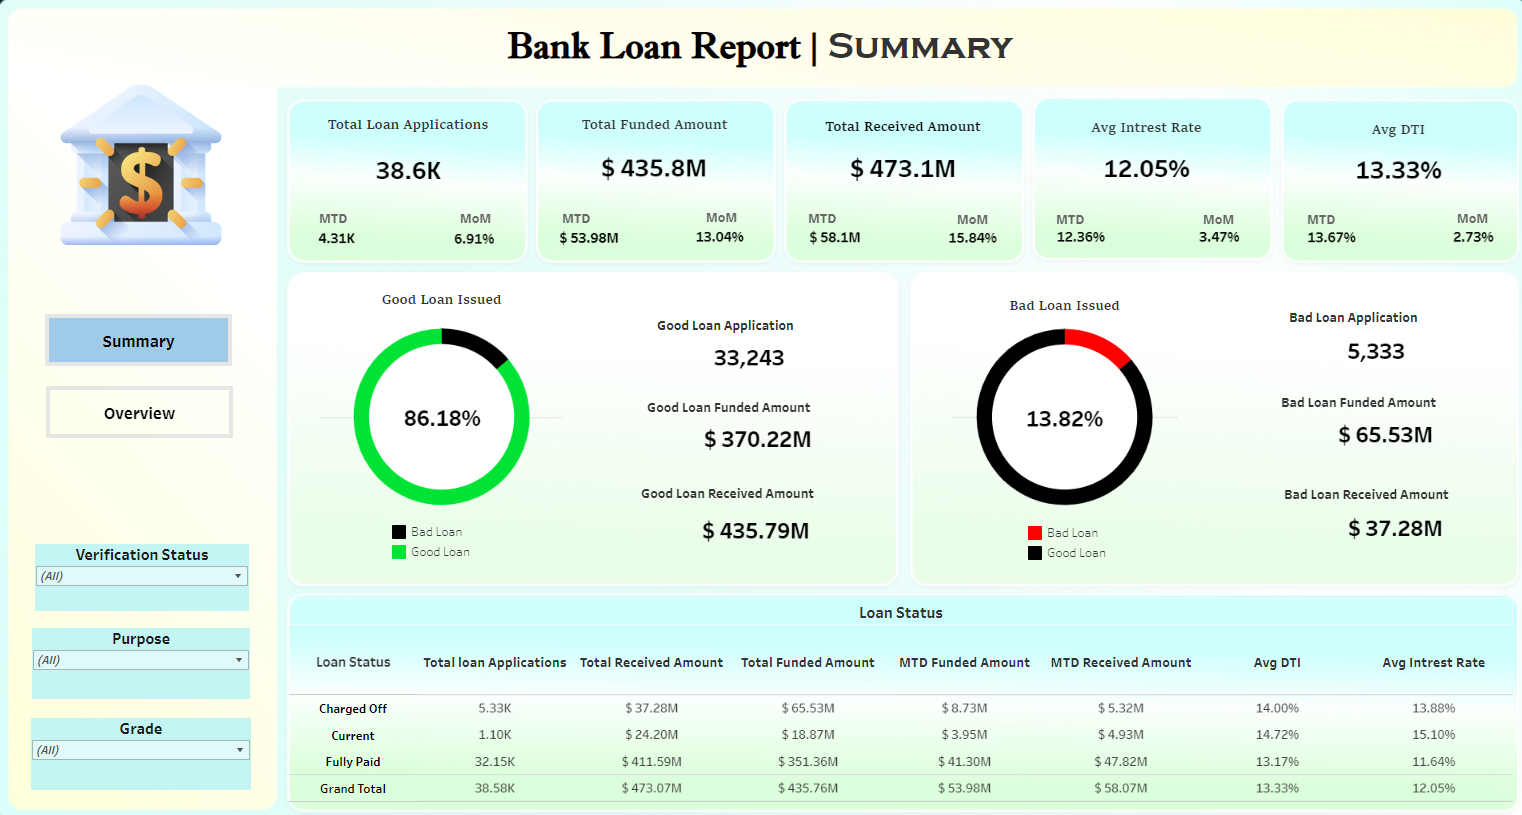 Bank Loan Report | Summary
Total Loan Applications
38.6K
MTD MoM
4.31K 6.91%
Total Funded Amount
$ 435.8M
MTD MoM
$ 53.98M 13.04%
Total Received Amount
$ 473.1M
MTD MoM
$ 58.1M 15.84%
Avg Intrest Rate
12.05%
MTD MoM
12.36% 3.47%
Avg DTI
13.33%
MTD MoM
13.67% 2.73%
$
Summary
Overview
Verification Status
(All)
Purpose
(All)
Grade
(All)
Good Loan Issued
86.18%
Bad Loan
Good Loan
Good Loan Application
33,243
Good Loan Funded Amount
$ 370.22M
Good Loan Received Amount
$ 435.79M
Bad Loan Issued
13.82%
Bad Loan
Good Loan
Bad Loan Application
5,333
Bad Loan Funded Amount
$ 65.53M
Bad Loan Received Amount
$ 37.28M
Loan Status
Loan Status Total loan Applications Total Received Amount Total Funded Amount MTD Funded Amount MTD Received Amount Avg DTI Avg Intrest Rate
Charged Off 5.33K $ 37.28M $ 65.53M $ 8.73M $ 5.32M 14.00% 13.88%
Current 1.10K $ 24.20M $ 18.87M $ 3.95M $ 4.93M 14.72% 15.10%
Fully Paid 32.15K $ 411.59M $ 351.36M $ 41.30M $ 47.82M 13.17% 11.64%
Grand Total 38.58K $ 473.07M $ 435.76M $ 53.98M $ 58.07M 13.33% 12.05%